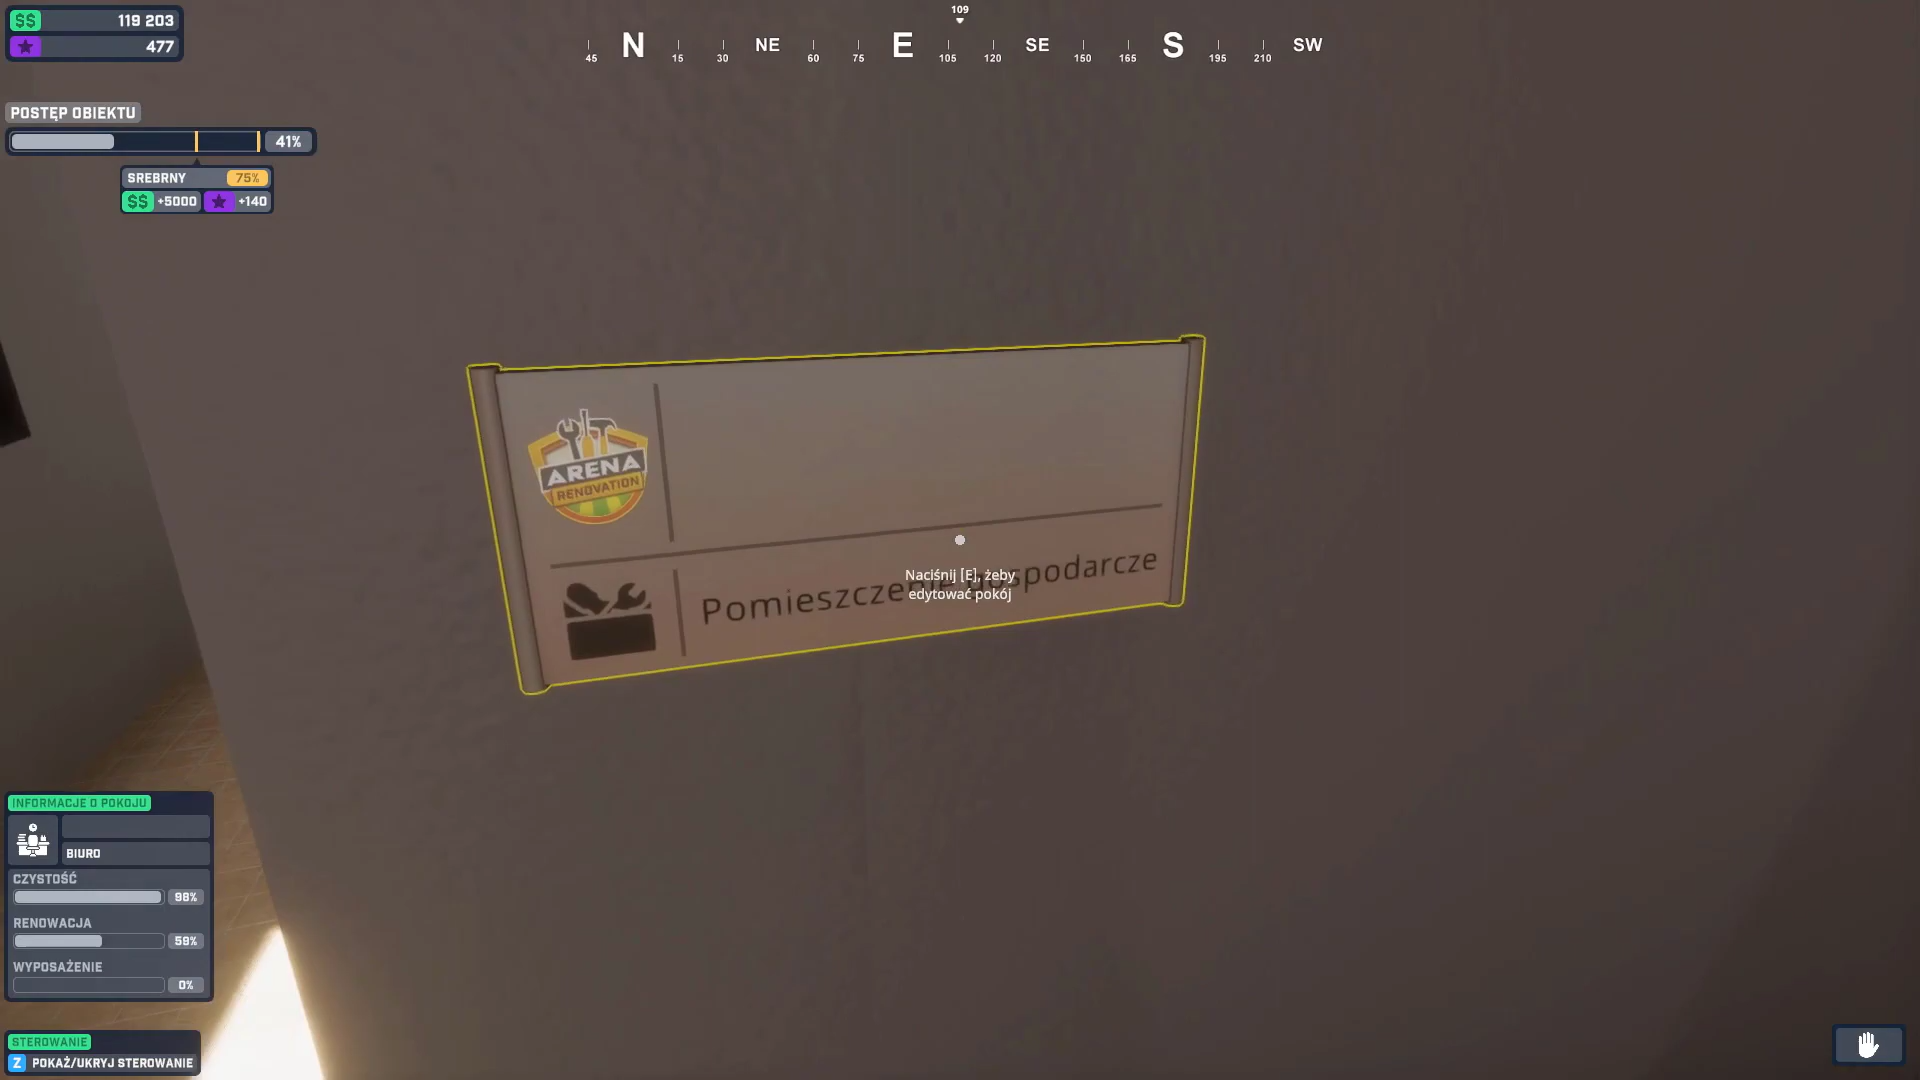 $$ 119 203
477
109
N NE E SE S SW
45 15 30 60 75 105 120 150 165 195 210
POSTĘP OBIEKTU
41%
SREBRNY 75%
$$ +5000 +140
ARENA
RENOVATION
Pomieszczenie gospodarcze
Naciśnij [E], żeby
edytować pokój
INFORMACJE O POKOJU
BIURO
CZYSTOŚĆ
98%
RENOWACJA
59%
WYPOSAŻENIE
0%
STEROWANIE
Z POKAŻ/UKRYJ STEROWANIE